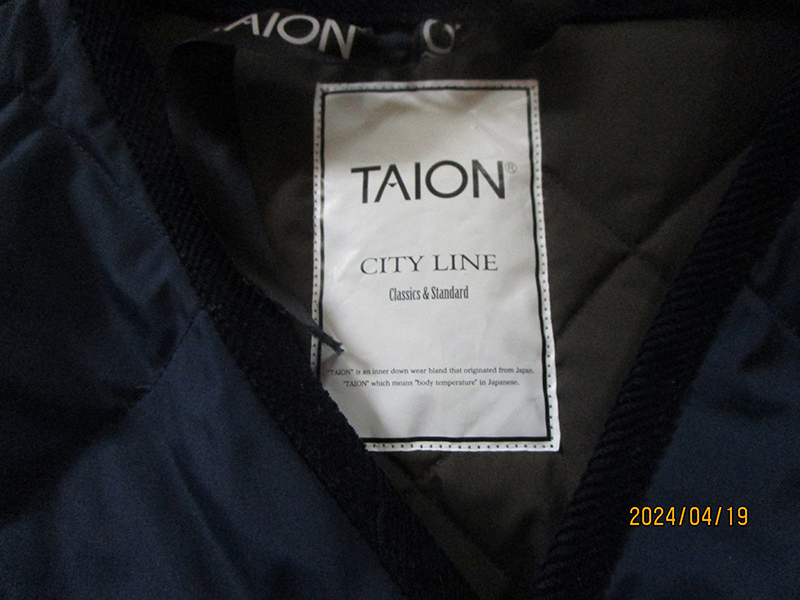 TAION
TAION®
CITY LINE
Classics & Standard
"TAION" is an inner down wear bland that originated from Japan.
"TAION" which means "body temperature" in Japanese.
2024/04/19